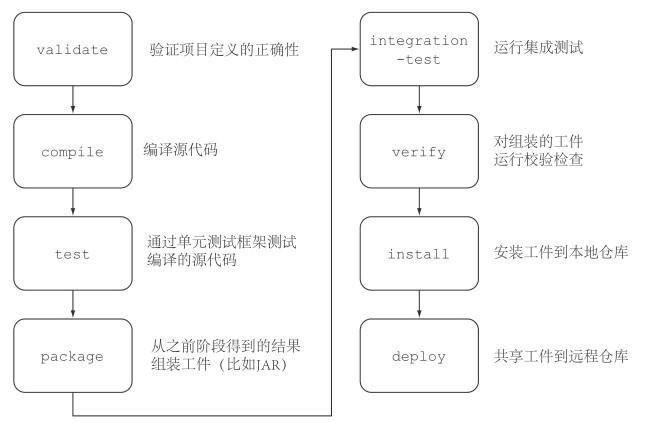 validate
验证项目定义的正确性
compile
编译源代码
test
通过单元测试框架测试
编译的源代码
package
从之前阶段得到的结果
组装工件（比如JAR）
integration
-test
运行集成测试
verify
对组装的工件
运行校验检查
install
安装工件到本地仓库
deploy
共享工件到远程仓库